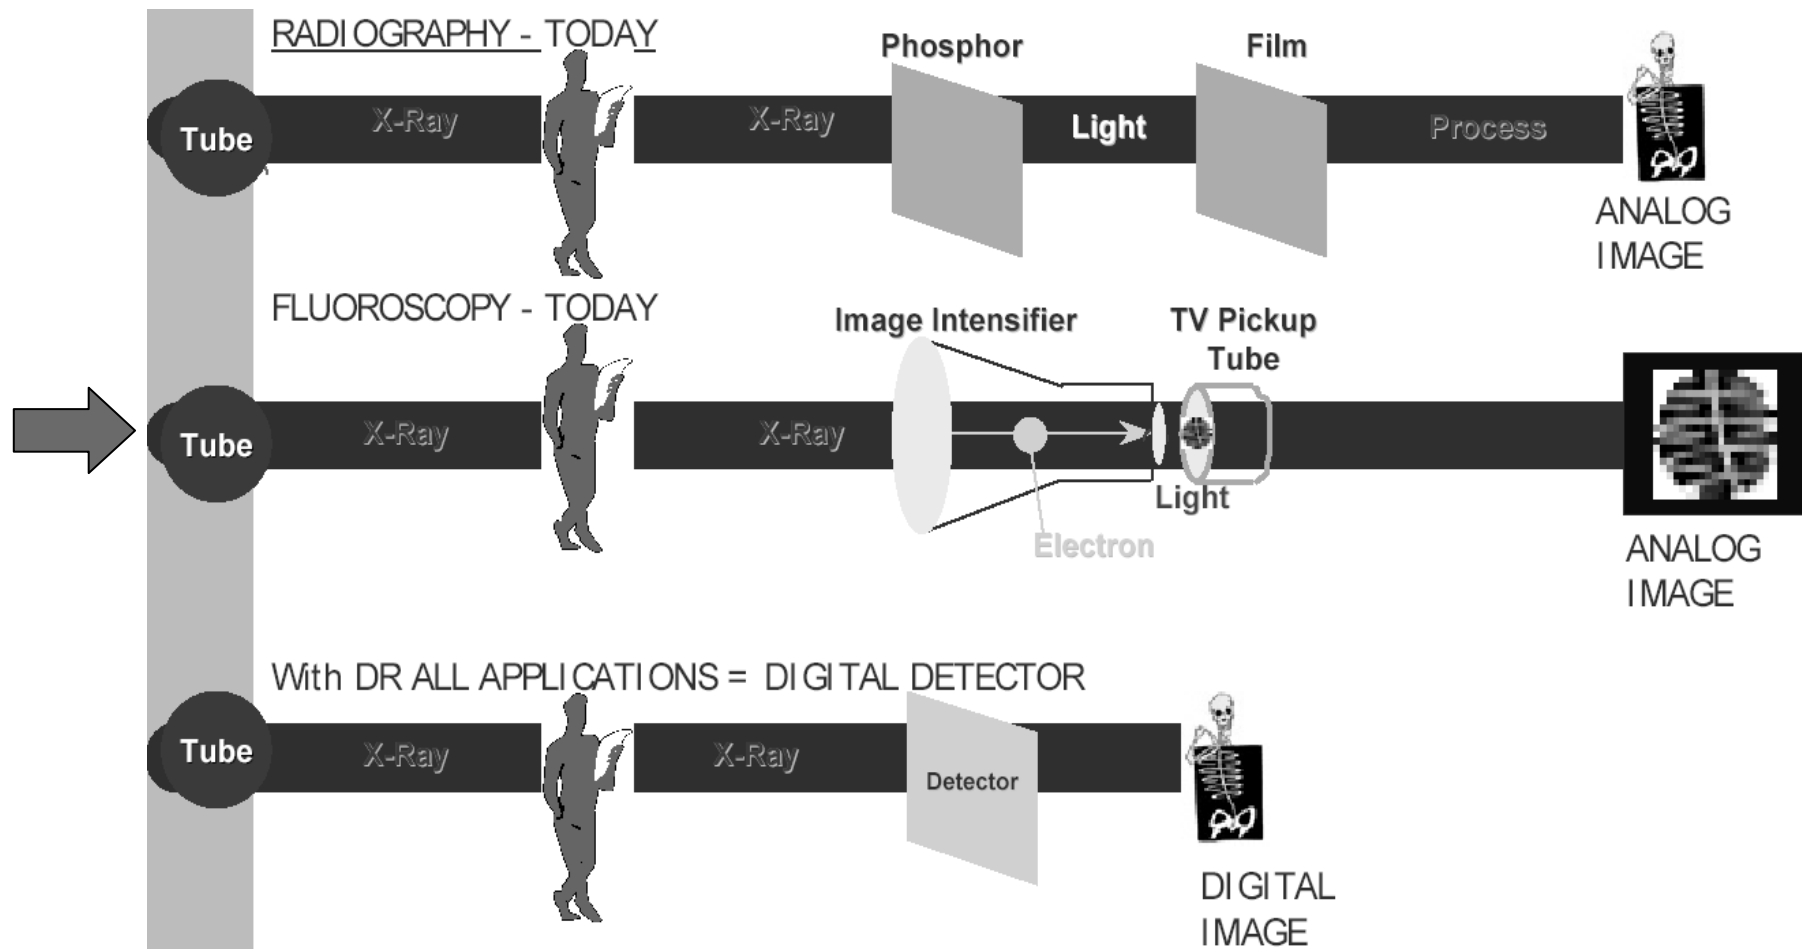 RADIOGRAPHY - TODAY
Phosphor
Film
Tube
X-Ray
X-Ray
Light
Process
ANALOG
IMAGE
FLUOROSCOPY - TODAY
Image Intensifier
TV Pickup
Tube
Tube
X-Ray
X-Ray
Light
Electron
ANALOG
IMAGE
With DR ALL APPLICATIONS = DIGITAL DETECTOR
Tube
X-Ray
X-Ray
Detector
DIGITAL
IMAGE